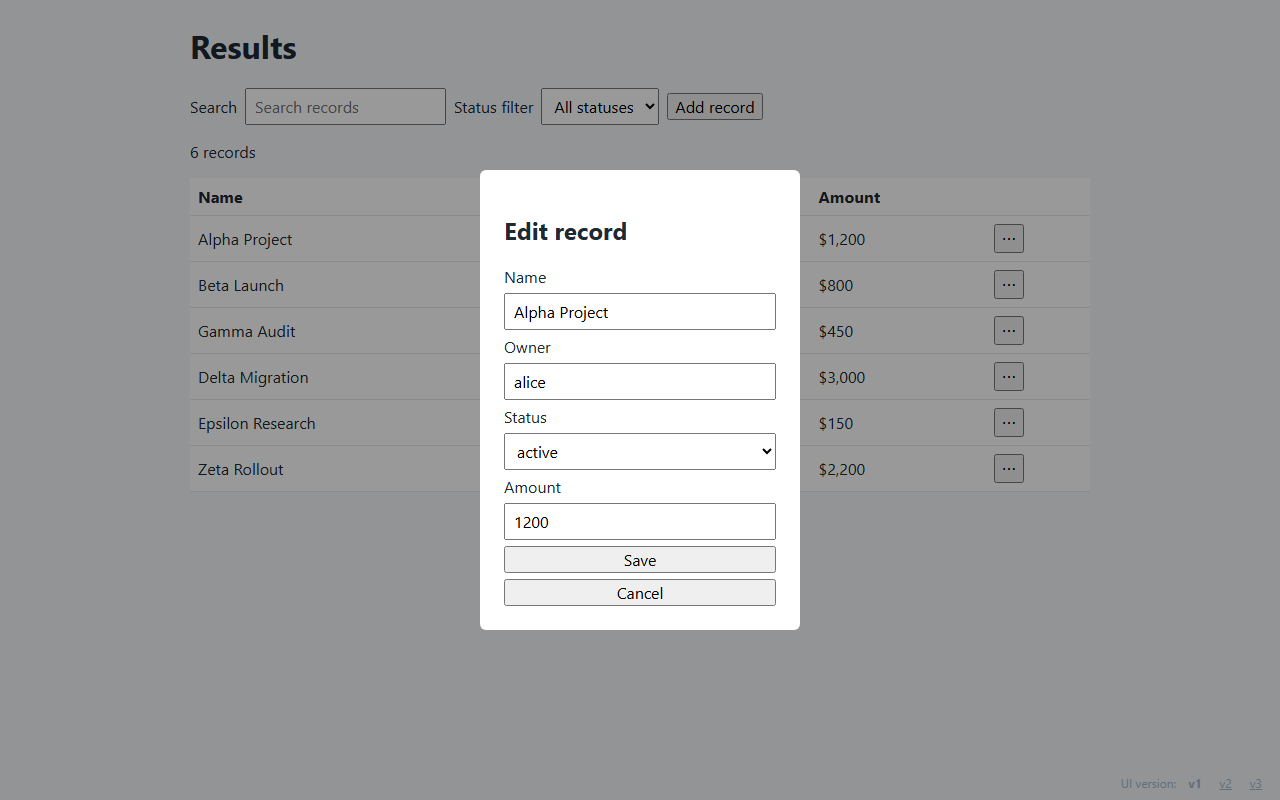 Results
Search Search records Status filter All statuses Add record
6 records
Name Amount
Alpha Project $1,200 ...
Beta Launch $800 ...
Gamma Audit $450 ...
Delta Migration $3,000 ...
Epsilon Research $150 ...
Zeta Rollout $2,200 ...
Edit record
Name
Alpha Project
Owner
alice
Status
active
Amount
1200
Save
Cancel
UI version: v1 v2 v3